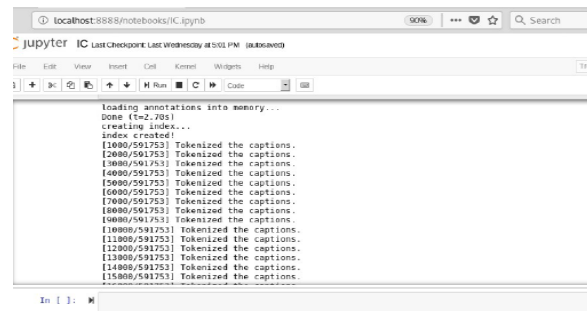 localhost:8888/notebooks/IC.ipynb 90% Search
Jupyter IC Last Checkpoint: Last Wednesday at 5:01 PM (autosaved)
File Edit View Insert Cell Kernel Widgets Help
Run C Code
loading annotations into memory...
Done (t=2.70s)
creating index...
index created!
[1000/591753] Tokenized the captions.
[2000/591753] Tokenized the captions.
[3000/591753] Tokenized the captions.
[4000/591753] Tokenized the captions.
[5000/591753] Tokenized the captions.
[6000/591753] Tokenized the captions.
[7000/591753] Tokenized the captions.
[8000/591753] Tokenized the captions.
[9000/591753] Tokenized the captions.
[10000/591753] Tokenized the captions.
[11000/591753] Tokenized the captions.
[12000/591753] Tokenized the captions.
[13000/591753] Tokenized the captions.
[14000/591753] Tokenized the captions.
[15000/591753] Tokenized the captions.
In [ ]: